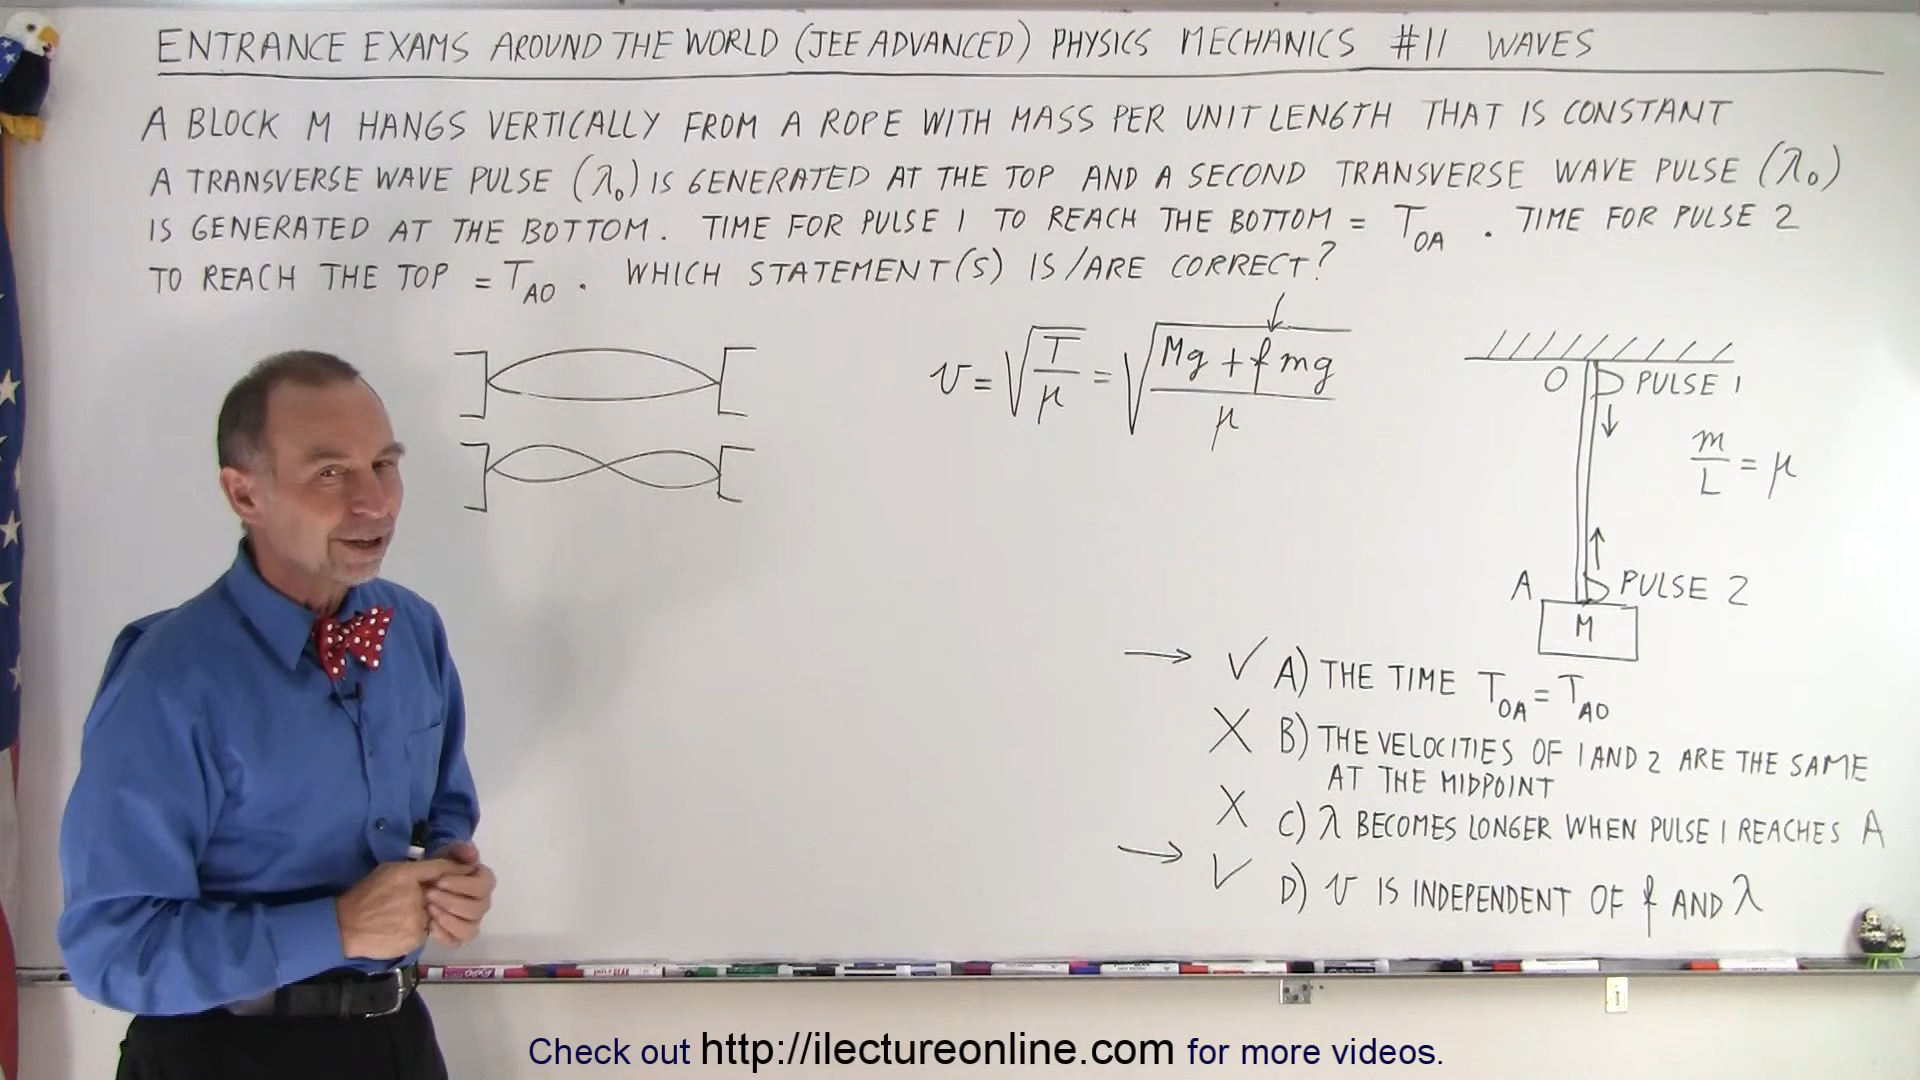 ENTRANCE EXAMS AROUND THE WORLD (JEE ADVANCED) PHYSICS MECHANICS #11 WAVES
A BLOCK M HANGS VERTICALLY FROM A ROPE WITH MASS PER UNIT LENGTH THAT IS CONSTANT
A TRANSVERSE WAVE PULSE (λ₀) IS GENERATED AT THE TOP AND A SECOND TRANSVERSE WAVE PULSE (λ₀)
IS GENERATED AT THE BOTTOM. TIME FOR PULSE 1 TO REACH THE BOTTOM = T_OA. TIME FOR PULSE 2
TO REACH THE TOP = T_AO. WHICH STATEMENT(S) IS/ARE CORRECT?
v = √(T/μ) = √((Mg + f mg)/μ)
O PULSE 1
m/L = μ
A PULSE 2
M
→ ✓ A) THE TIME T_OA = T_AO
X B) THE VELOCITIES OF 1 AND 2 ARE THE SAME
AT THE MIDPOINT
X C) λ BECOMES LONGER WHEN PULSE 1 REACHES A
→ ✓ D) v IS INDEPENDENT OF f AND λ
Check out http://ilectureonline.com for more videos.